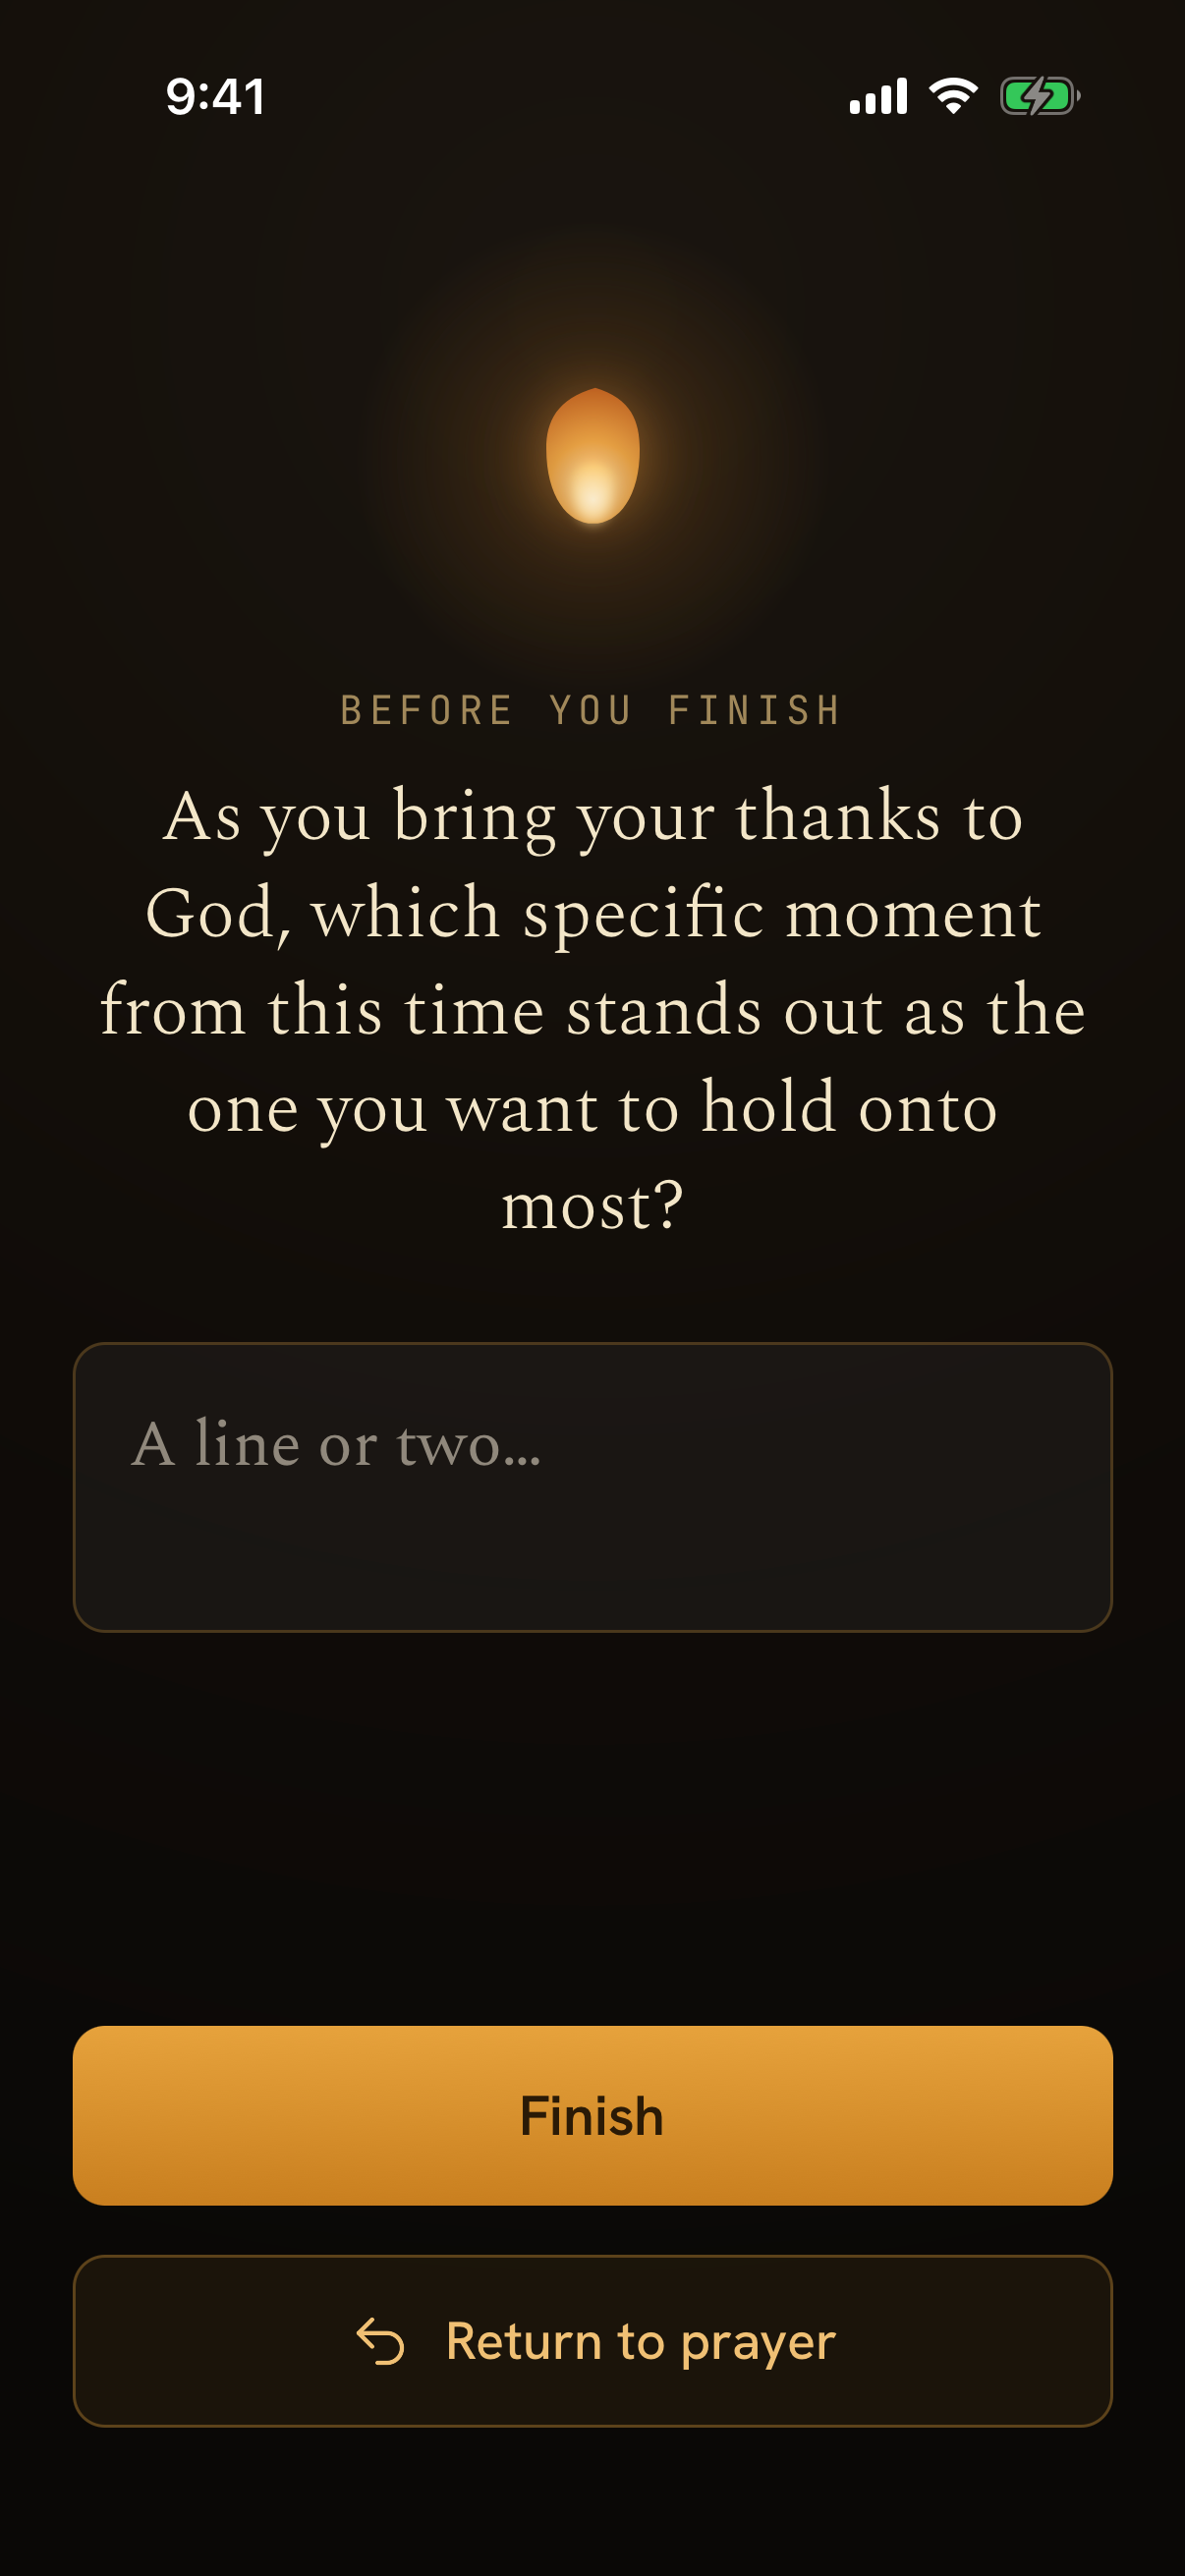 9:41
BEFORE YOU FINISH
As you bring your thanks to
God, which specific moment
from this time stands out as the
one you want to hold onto
most?
A line or two...
Finish
Return to prayer